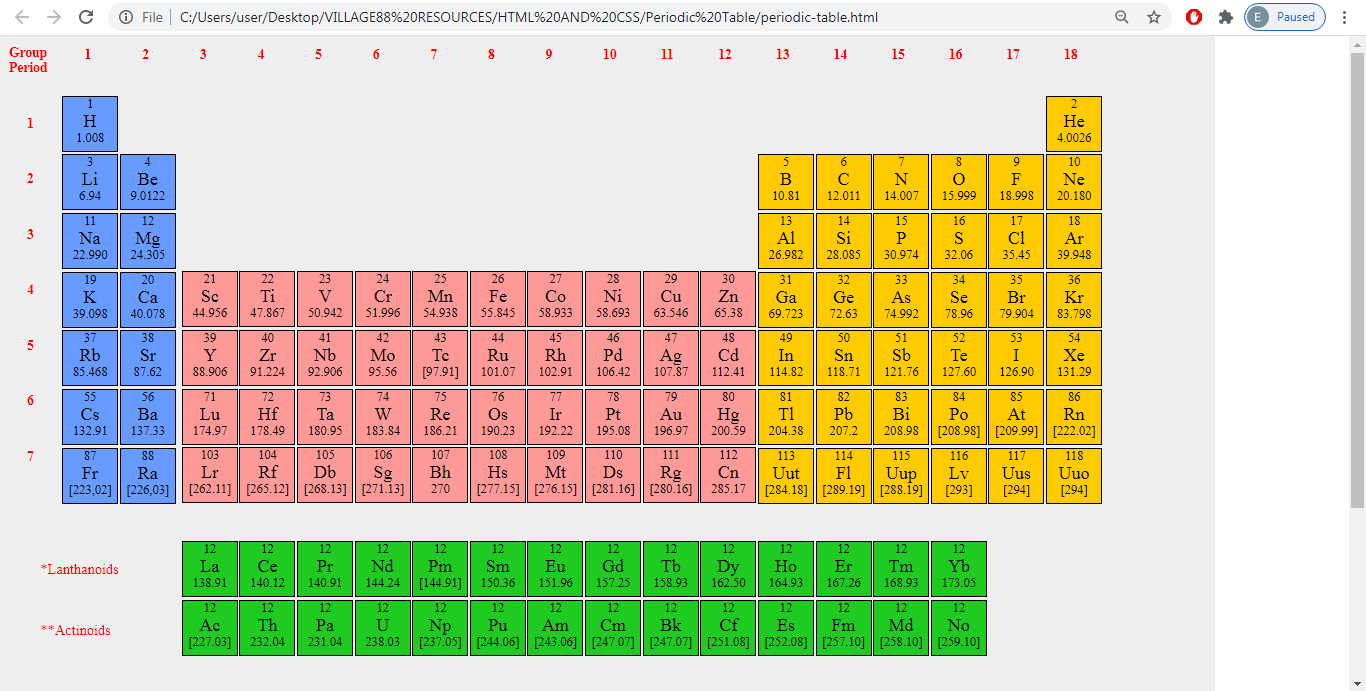 File C:/Users/user/Desktop/VILLAGE88%20RESOURCES/HTML%20AND%20CSS/Periodic%20Table/periodic-table.html E Paused
Group 1 2 3 4 5 6 7 8 9 10 11 12 13 14 15 16 17 18
Period
1 2
1 H He
1.008 4.0026
3 4 5 6 7 8 9 10
2 Li Be B C N O F Ne
6.94 9.0122 10.81 12.011 14.007 15.999 18.998 20.180
11 12 13 14 15 16 17 18
3 Na Mg Al Si P S Cl Ar
22.990 24.305 26.982 28.085 30.974 32.06 35.45 39.948
19 20 21 22 23 24 25 26 27 28 29 30 31 32 33 34 35 36
4 K Ca Sc Ti V Cr Mn Fe Co Ni Cu Zn Ga Ge As Se Br Kr
39.098 40.078 44.956 47.867 50.942 51.996 54.938 55.845 58.933 58.693 63.546 65.38 69.723 72.63 74.992 78.96 79.904 83.798
37 38 39 40 41 42 43 44 45 46 47 48 49 50 51 52 53 54
5 Rb Sr Y Zr Nb Mo Tc Ru Rh Pd Ag Cd In Sn Sb Te I Xe
85.468 87.62 88.906 91.224 92.906 95.56 [97.91] 101.07 102.91 106.42 107.87 112.41 114.82 118.71 121.76 127.60 126.90 131.29
55 56 71 72 73 74 75 76 77 78 79 80 81 82 83 84 85 86
6 Cs Ba Lu Hf Ta W Re Os Ir Pt Au Hg Tl Pb Bi Po At Rn
132.91 137.33 174.97 178.49 180.95 183.84 186.21 190.23 192.22 195.08 196.97 200.59 204.38 207.2 208.98 [208.98] [209.99] [222.02]
87 88 103 104 105 106 107 108 109 110 111 112 113 114 115 116 117 118
7 Fr Ra Lr Rf Db Sg Bh Hs Mt Ds Rg Cn Uut Fl Uup Lv Uus Uuo
[223,02] [226,03] [262.11] [265.12] [268.13] [271.13] 270 [277.15] [276.15] [281.16] [280.16] 285.17 [284.18] [289.19] [288.19] [293] [294] [294]
12 12 12 12 12 12 12 12 12 12 12 12 12 12
*Lanthanoids La Ce Pr Nd Pm Sm Eu Gd Tb Dy Ho Er Tm Yb
138.91 140.12 140.91 144.24 [144.91] 150.36 151.96 157.25 158.93 162.50 164.93 167.26 168.93 173.05
12 12 12 12 12 12 12 12 12 12 12 12 12 12
**Actinoids Ac Th Pa U Np Pu Am Cm Bk Cf Es Fm Md No
[227.03] 232.04 231.04 238.03 [237.05] [244.06] [243.06] [247.07] [247.07] [251.08] [252.08] [257.10] [258.10] [259.10]